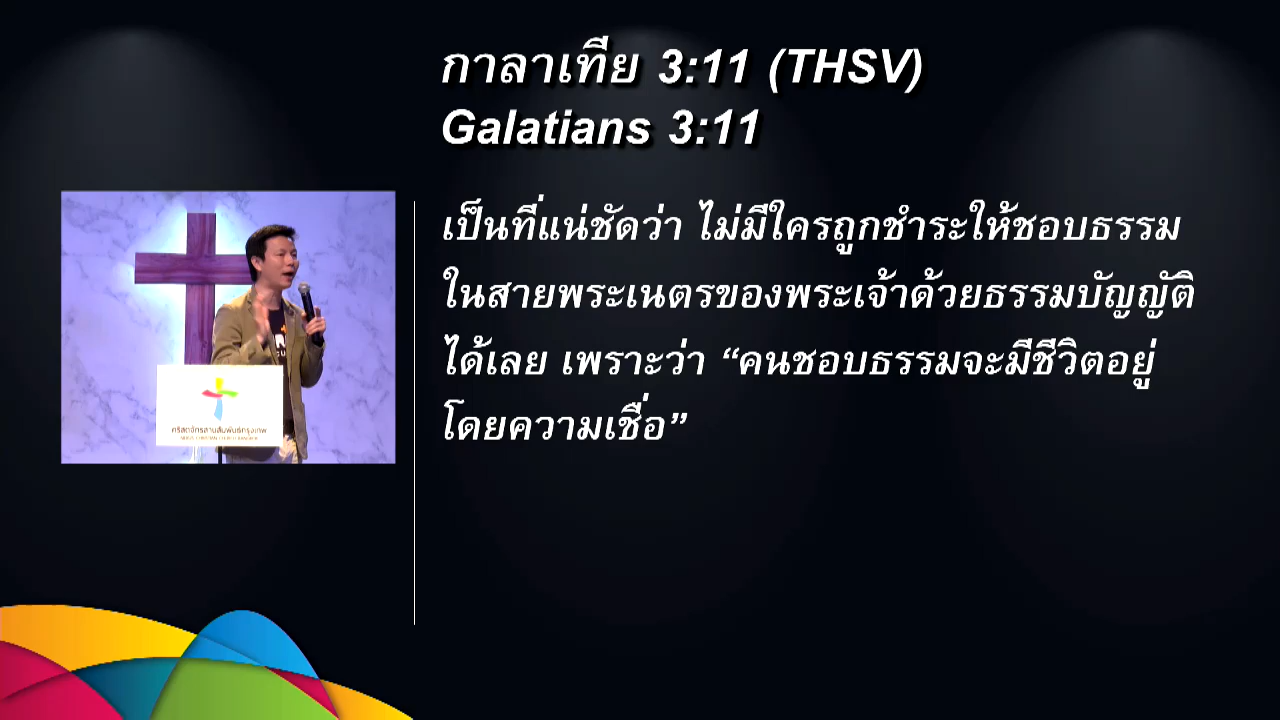 กาลาเทีย 3:11 (THSV)
Galatians 3:11
เป็นที่แน่ชัดว่า ไม่มีใครถูกชำระให้ชอบธรรม
ในสายพระเนตรของพระเจ้าด้วยธรรมบัญญัติ
ได้เลย เพราะว่า “คนชอบธรรมจะมีชีวิตอยู่
โดยความเชื่อ”
คริสตจักรสานสัมพันธ์กรุงเทพ